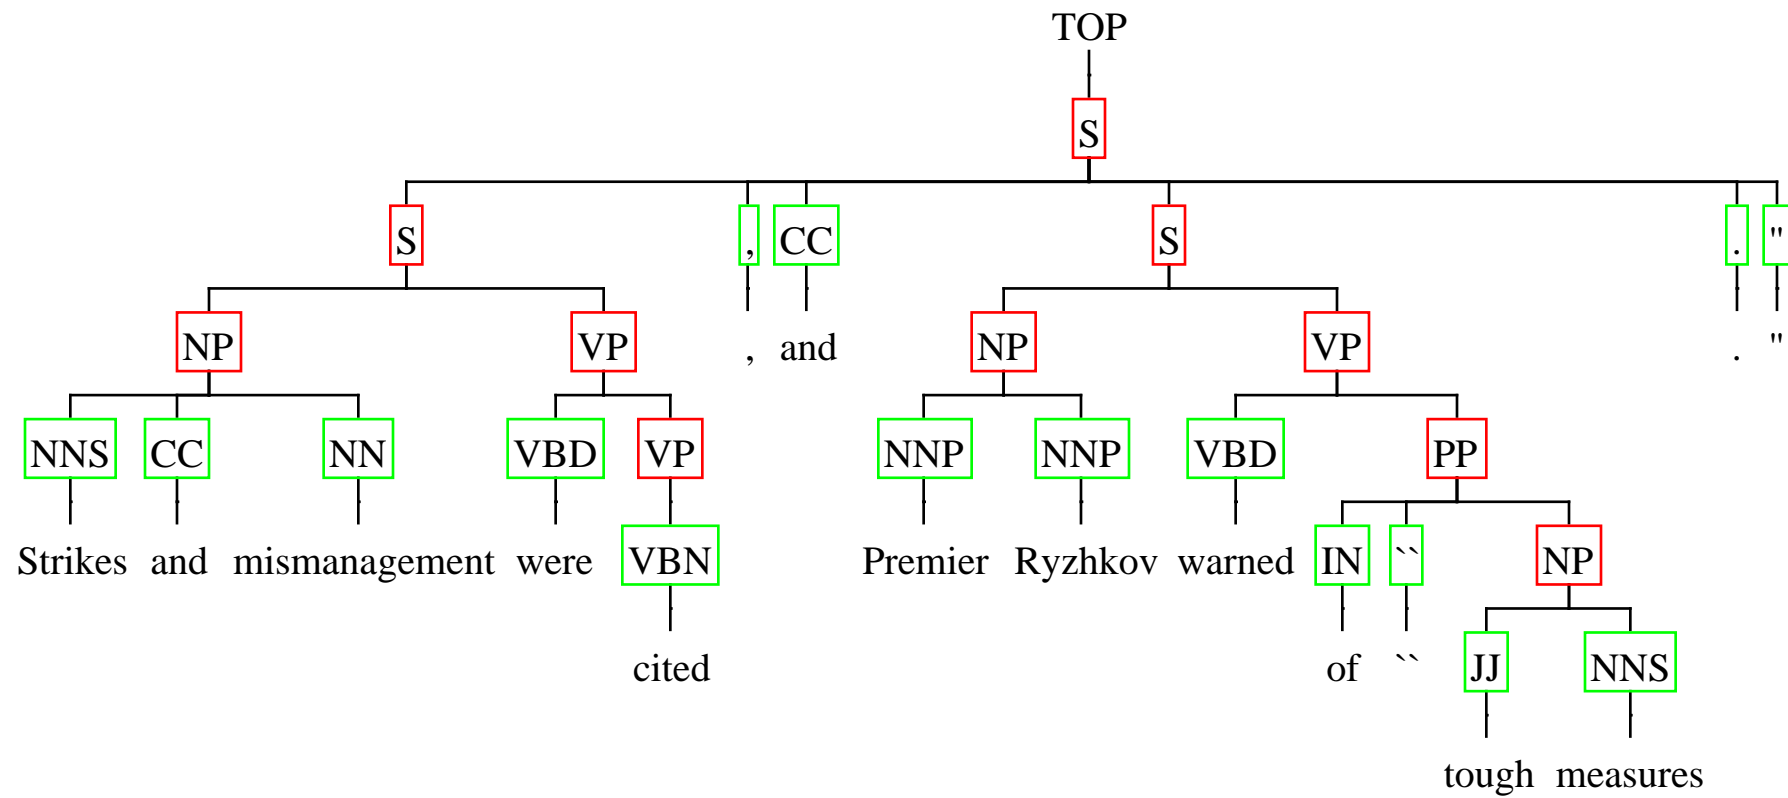 TOP
S
S , CC S . "
NP VP , and NP VP . "
NNS CC NN VBD VP NNP NNP VBD PP
Strikes and mismanagement were VBN Premier Ryzhkov warned IN `` NP
cited of `` JJ NNS
tough measures